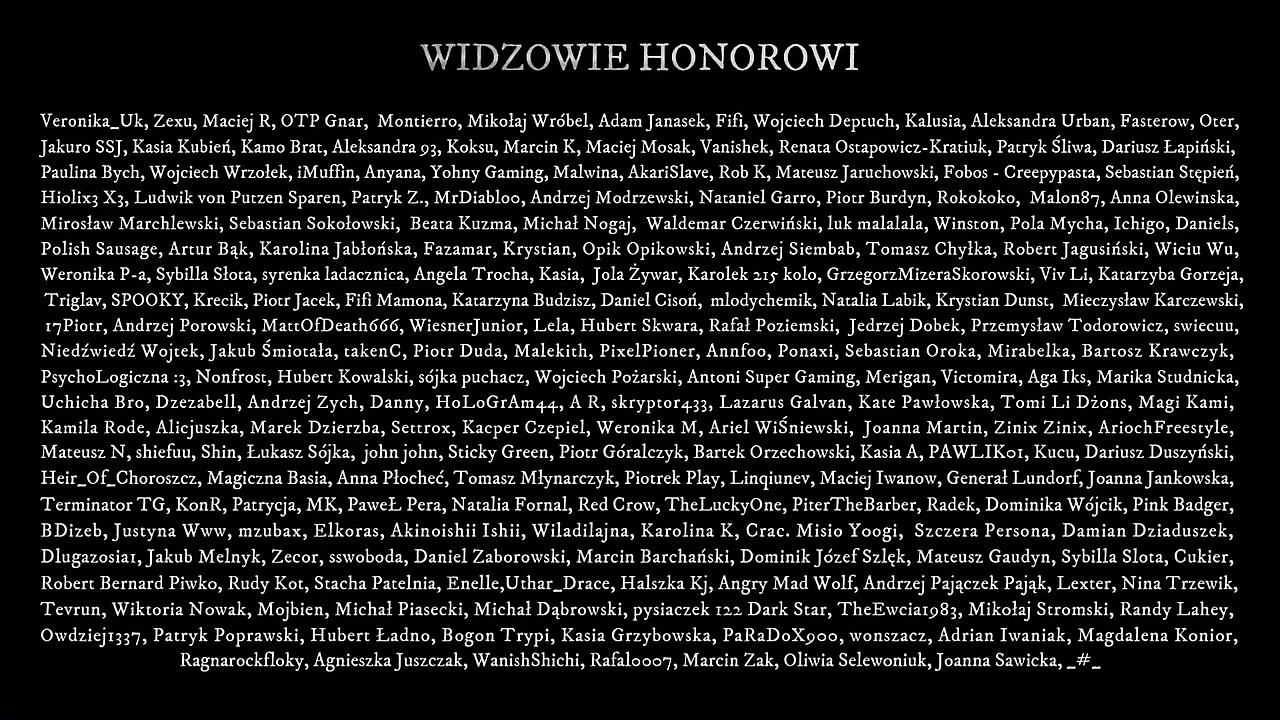 WIDZOWIE HONOROWI
Veronika_Uk, Zexu, Maciej R, OTP Gnar, Montierro, Mikołaj Wróbel, Adam Janasek, Fifi, Wojciech Deptuch, Kalusia, Aleksandra Urban, Fasterow, Oter,
Jakuro SSJ, Kasia Kubień, Kamo Brat, Aleksandra 93, Koksu, Marcin K, Maciej Mosak, Vanishek, Renata Ostapowicz-Kratiuk, Patryk Śliwa, Dariusz Łapiński,
Paulina Bych, Wojciech Wrzołek, iMuffin, Anyana, Yohny Gaming, Malwina, AkariSlave, Rob K, Mateusz Jaruchowski, Fobos - Creepypasta, Sebastian Stępień,
Hiolix3 X3, Ludwik von Putzen Sparen, Patryk Z., MrDiabloo, Andrzej Modrzewski, Nataniel Garro, Piotr Burdyn, Rokokoko, Malon87, Anna Olewinska,
Mirosław Marchlewski, Sebastian Sokołowski, Beata Kuzma, Michał Nogaj, Waldemar Czerwiński, luk malalala, Winston, Pola Mycha, Ichigo, Daniels,
Polish Sausage, Artur Bąk, Karolina Jabłońska, Fazamar, Krystian, Opik Opikowski, Andrzej Siembab, Tomasz Chyłka, Robert Jagusiński, Wiciu Wu,
Weronika P-a, Sybilla Słota, syrenka ladacznica, Angela Trocha, Kasia, Jola Żywar, Karolek 215 kolo, GrzegorzMizeraSkorowski, Viv Li, Katarzyba Gorzeja,
Triglav, SPOOKY, Krecik, Piotr Jacek, Fifi Mamona, Katarzyna Budzisz, Daniel Cisoń, mlodychemik, Natalia Labik, Krystian Dunst, Mieczysław Karczewski,
17Piotr, Andrzej Porowski, MattOfDeath666, WiesnerJunior, Lela, Hubert Skwara, Rafał Poziemski, Jedrzej Dobek, Przemysław Todorowicz, swiecuu,
Niedźwiedź Wojtek, Jakub Śmiotała, takenC, Piotr Duda, Malekith, PixelPioner, Annfoo, Ponaxi, Sebastian Oroka, Mirabelka, Bartosz Krawczyk,
PsychoLogiczna :3, Nonfrost, Hubert Kowalski, sójka puchacz, Wojciech Pożarski, Antoni Super Gaming, Merigan, Victomira, Aga Iks, Marika Studnicka,
Uchicha Bro, Dzezabell, Andrzej Zych, Danny, HoLoGrAm44, A R, skryptor433, Lazarus Galvan, Kate Pawłowska, Tomi Li Dżons, Magi Kami,
Kamila Rode, Alicjuszka, Marek Dzierzba, Settrox, Kacper Czepiel, Weronika M, Ariel WiŚniewski, Joanna Martin, Zinix Zinix, AriochFreestyle,
Mateusz N, shiefuu, Shin, Łukasz Sójka, john john, Sticky Green, Piotr Góralczyk, Bartek Orzechowski, Kasia A, PAWLIK01, Kucu, Dariusz Duszyński,
Heir_Of_Choroszcz, Magiczna Basia, Anna Płocheć, Tomasz Młynarczyk, Piotrek Play, Linqiunev, Maciej Iwanow, Generał Lundorf, Joanna Jankowska,
Terminator TG, KonR, Patrycja, MK, PaweŁ Pera, Natalia Fornal, Red Crow, TheLuckyOne, PiterTheBarber, Radek, Dominika Wójcik, Pink Badger,
BDizeb, Justyna Www, mzubax, Ełkoras, Akinoishii Ishii, Wiladilajna, Karolina K, Crac. Misio Yoogi, Szczera Persona, Damian Dziaduszek,
Dlugazosia1, Jakub Melnyk, Zecor, sswoboda, Daniel Zaborowski, Marcin Barchański, Dominik Józef Szlęk, Mateusz Gaudyn, Sybilla Slota, Cukier,
Robert Bernard Piwko, Rudy Kot, Stacha Patelnia, Enelle,Uthar_Drace, Halszka Kj, Angry Mad Wolf, Andrzej Pajączek Pająk, Lexter, Nina Trzewik,
Tevrun, Wiktoria Nowak, Mojbien, Michał Piasecki, Michał Dąbrowski, pysiaczek 122 Dark Star, TheEwcia1983, Mikołaj Stromski, Randy Lahey,
Owdziej1337, Patryk Poprawski, Hubert Ładno, Bogon Trypi, Kasia Grzybowska, PaRaDoX900, wonszacz, Adrian Iwaniak, Magdalena Konior,
Ragnarockfloky, Agnieszka Juszczak, WanishShichi, Rafal0007, Marcin Zak, Oliwia Selewoniuk, Joanna Sawicka, _#_